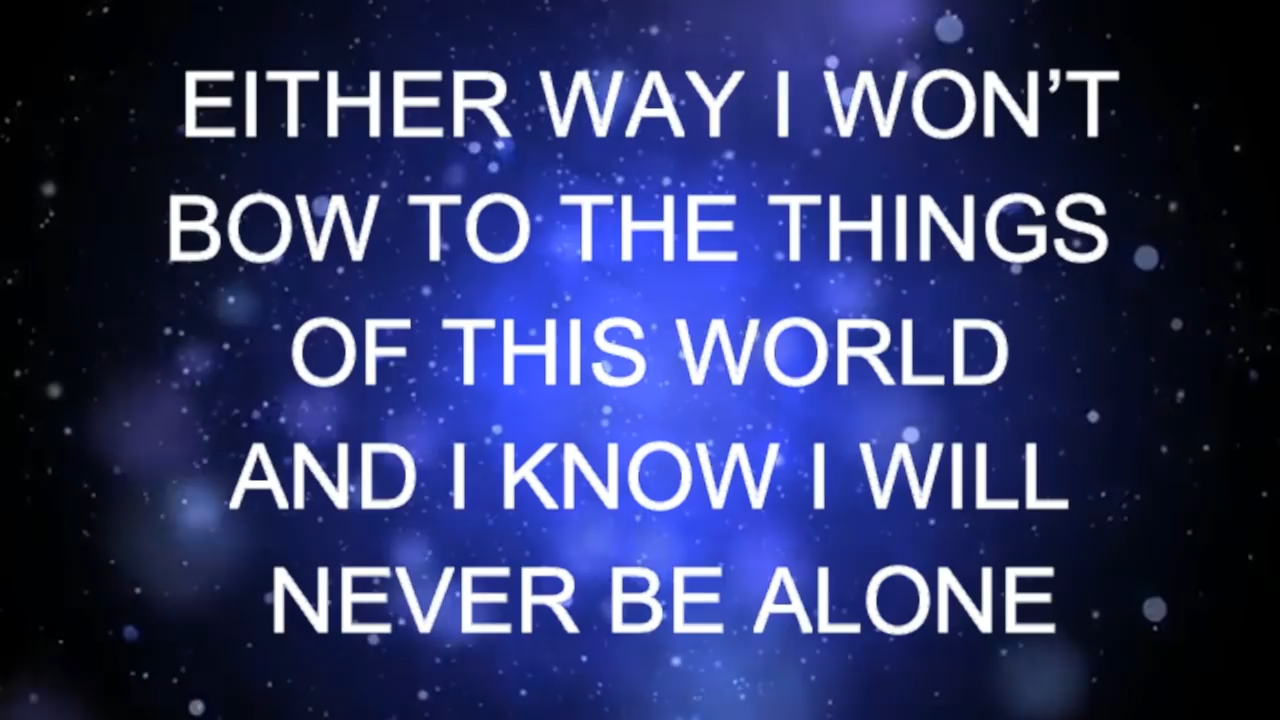 EITHER WAY I WON’T
BOW TO THE THINGS
OF THIS WORLD
AND I KNOW I WILL
NEVER BE ALONE